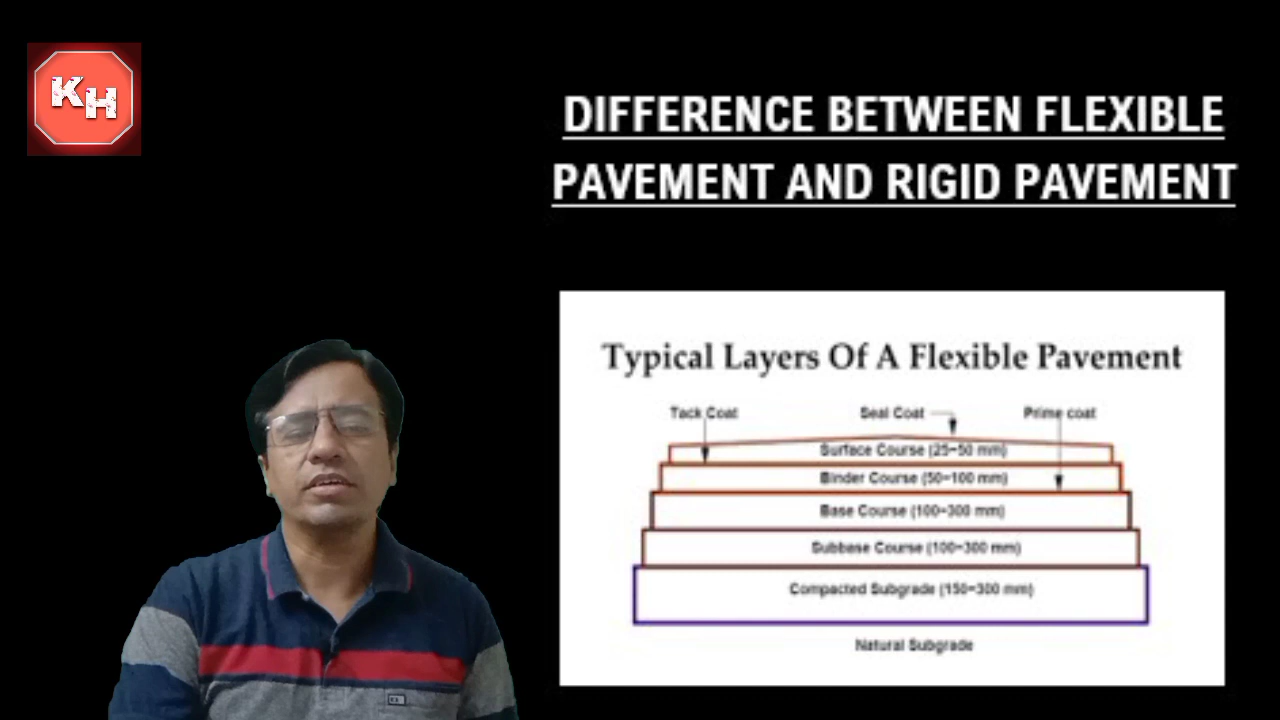 KH
DIFFERENCE BETWEEN FLEXIBLE
PAVEMENT AND RIGID PAVEMENT
Typical Layers Of A Flexible Pavement
Tack Coat Seal Coat Prime coat
Surface Course (25-50 mm)
Binder Course (50-100 mm)
Base Course (100-300 mm)
Subbase Course (100-300 mm)
Compacted Subgrade (150-300 mm)
Natural Subgrade